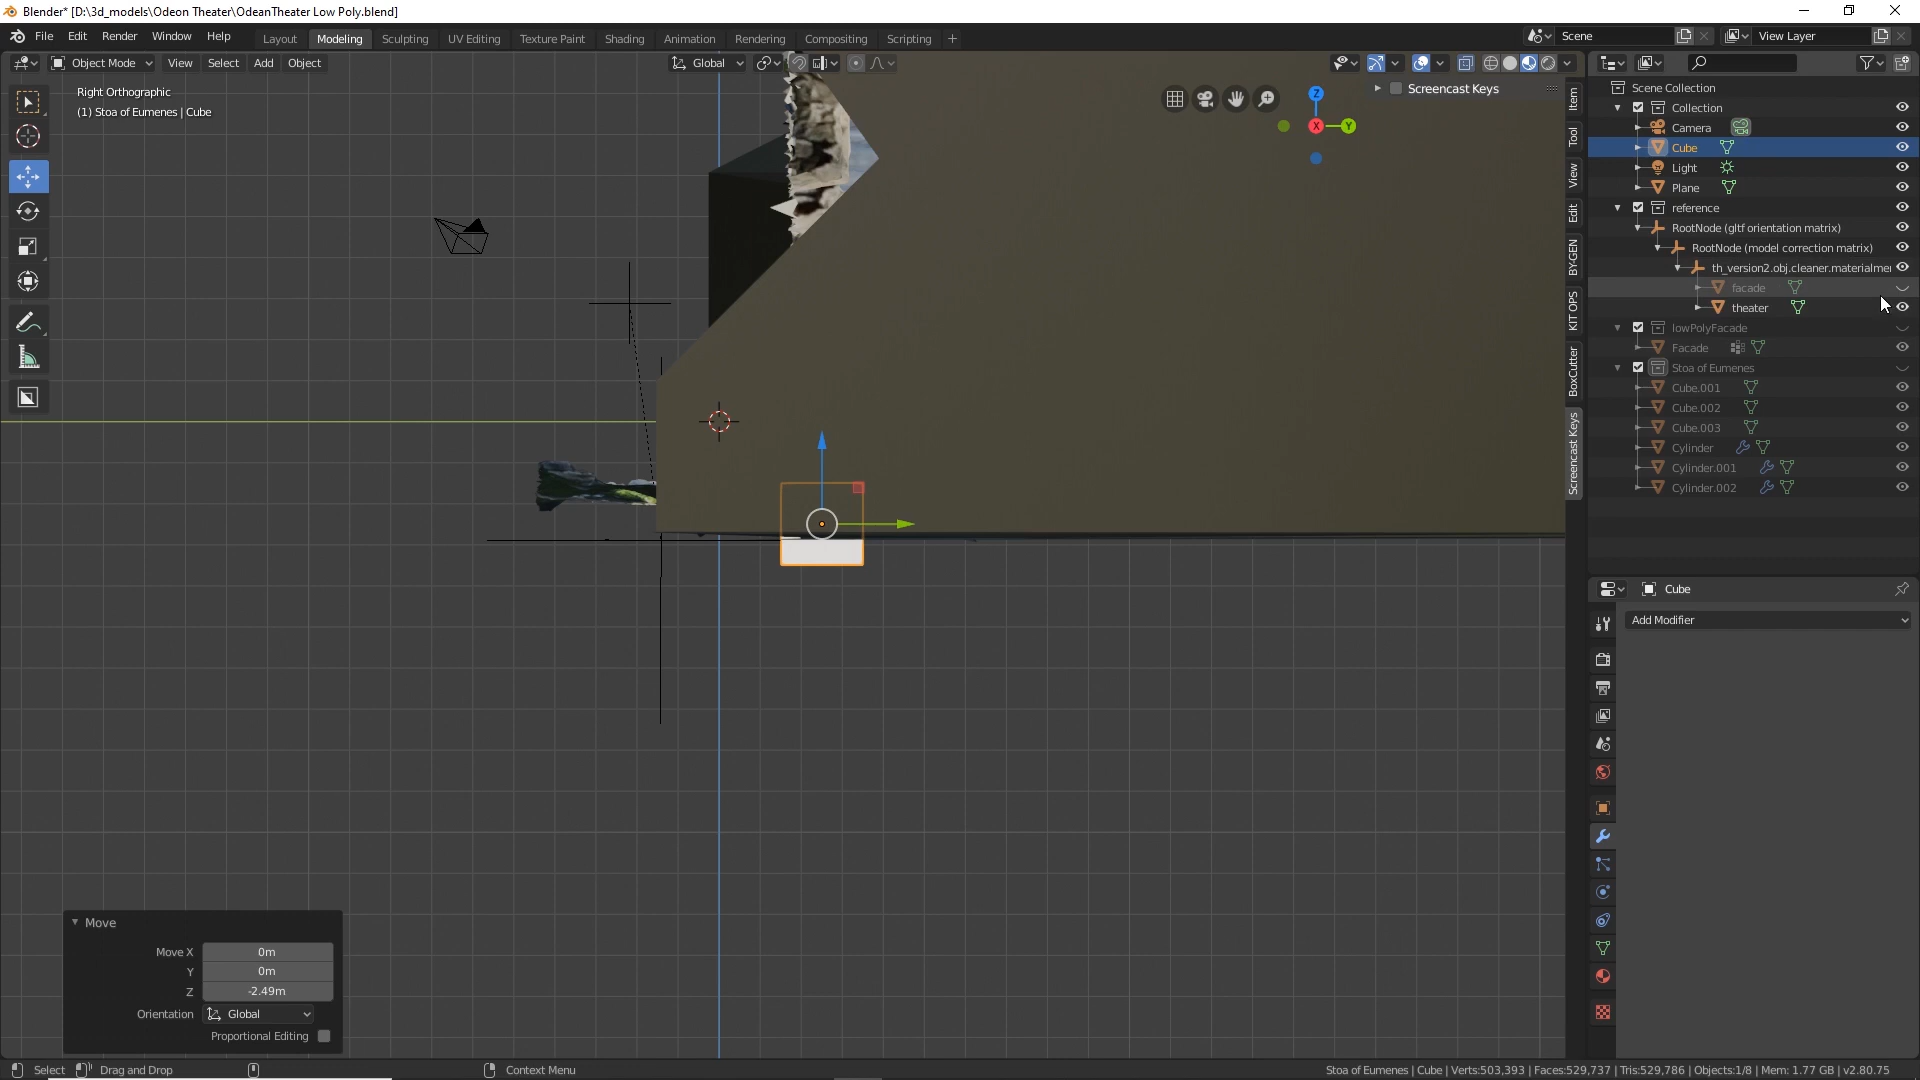 Blender* [D:\3d_models\Odeon Theater\OdeanTheater Low Poly.blend]
File Edit Render Window Help Layout Modeling Sculpting UV Editing Texture Paint Shading Animation Rendering Compositing Scripting + Scene View Layer
Object Mode View Select Add Object Global
Right Orthographic
(1) Stoa of Eumenes | Cube
Screencast Keys
Z
X
Y
Item
Tool
View
Edit
BY-GEN
KIT OPS
BoxCutter
Screencast Keys
Scene Collection
Collection
Camera
Cube
Light
Plane
reference
RootNode (gltf orientation matrix)
RootNode (model correction matrix)
th_version2.obj.cleaner.materialme
facade
theater
lowPolyFacade
Facade
Stoa of Eumenes
Cube.001
Cube.002
Cube.003
Cylinder
Cylinder.001
Cylinder.002
Cube
Add Modifier
Move
Move X 0m
Y 0m
Z -2.49m
Orientation Global
Proportional Editing
Select Drag and Drop Context Menu Stoa of Eumenes | Cube | Verts:503,393 | Faces:529,737 | Tris:529,786 | Objects:1/8 | Mem: 1.77 GB | v2.80.75